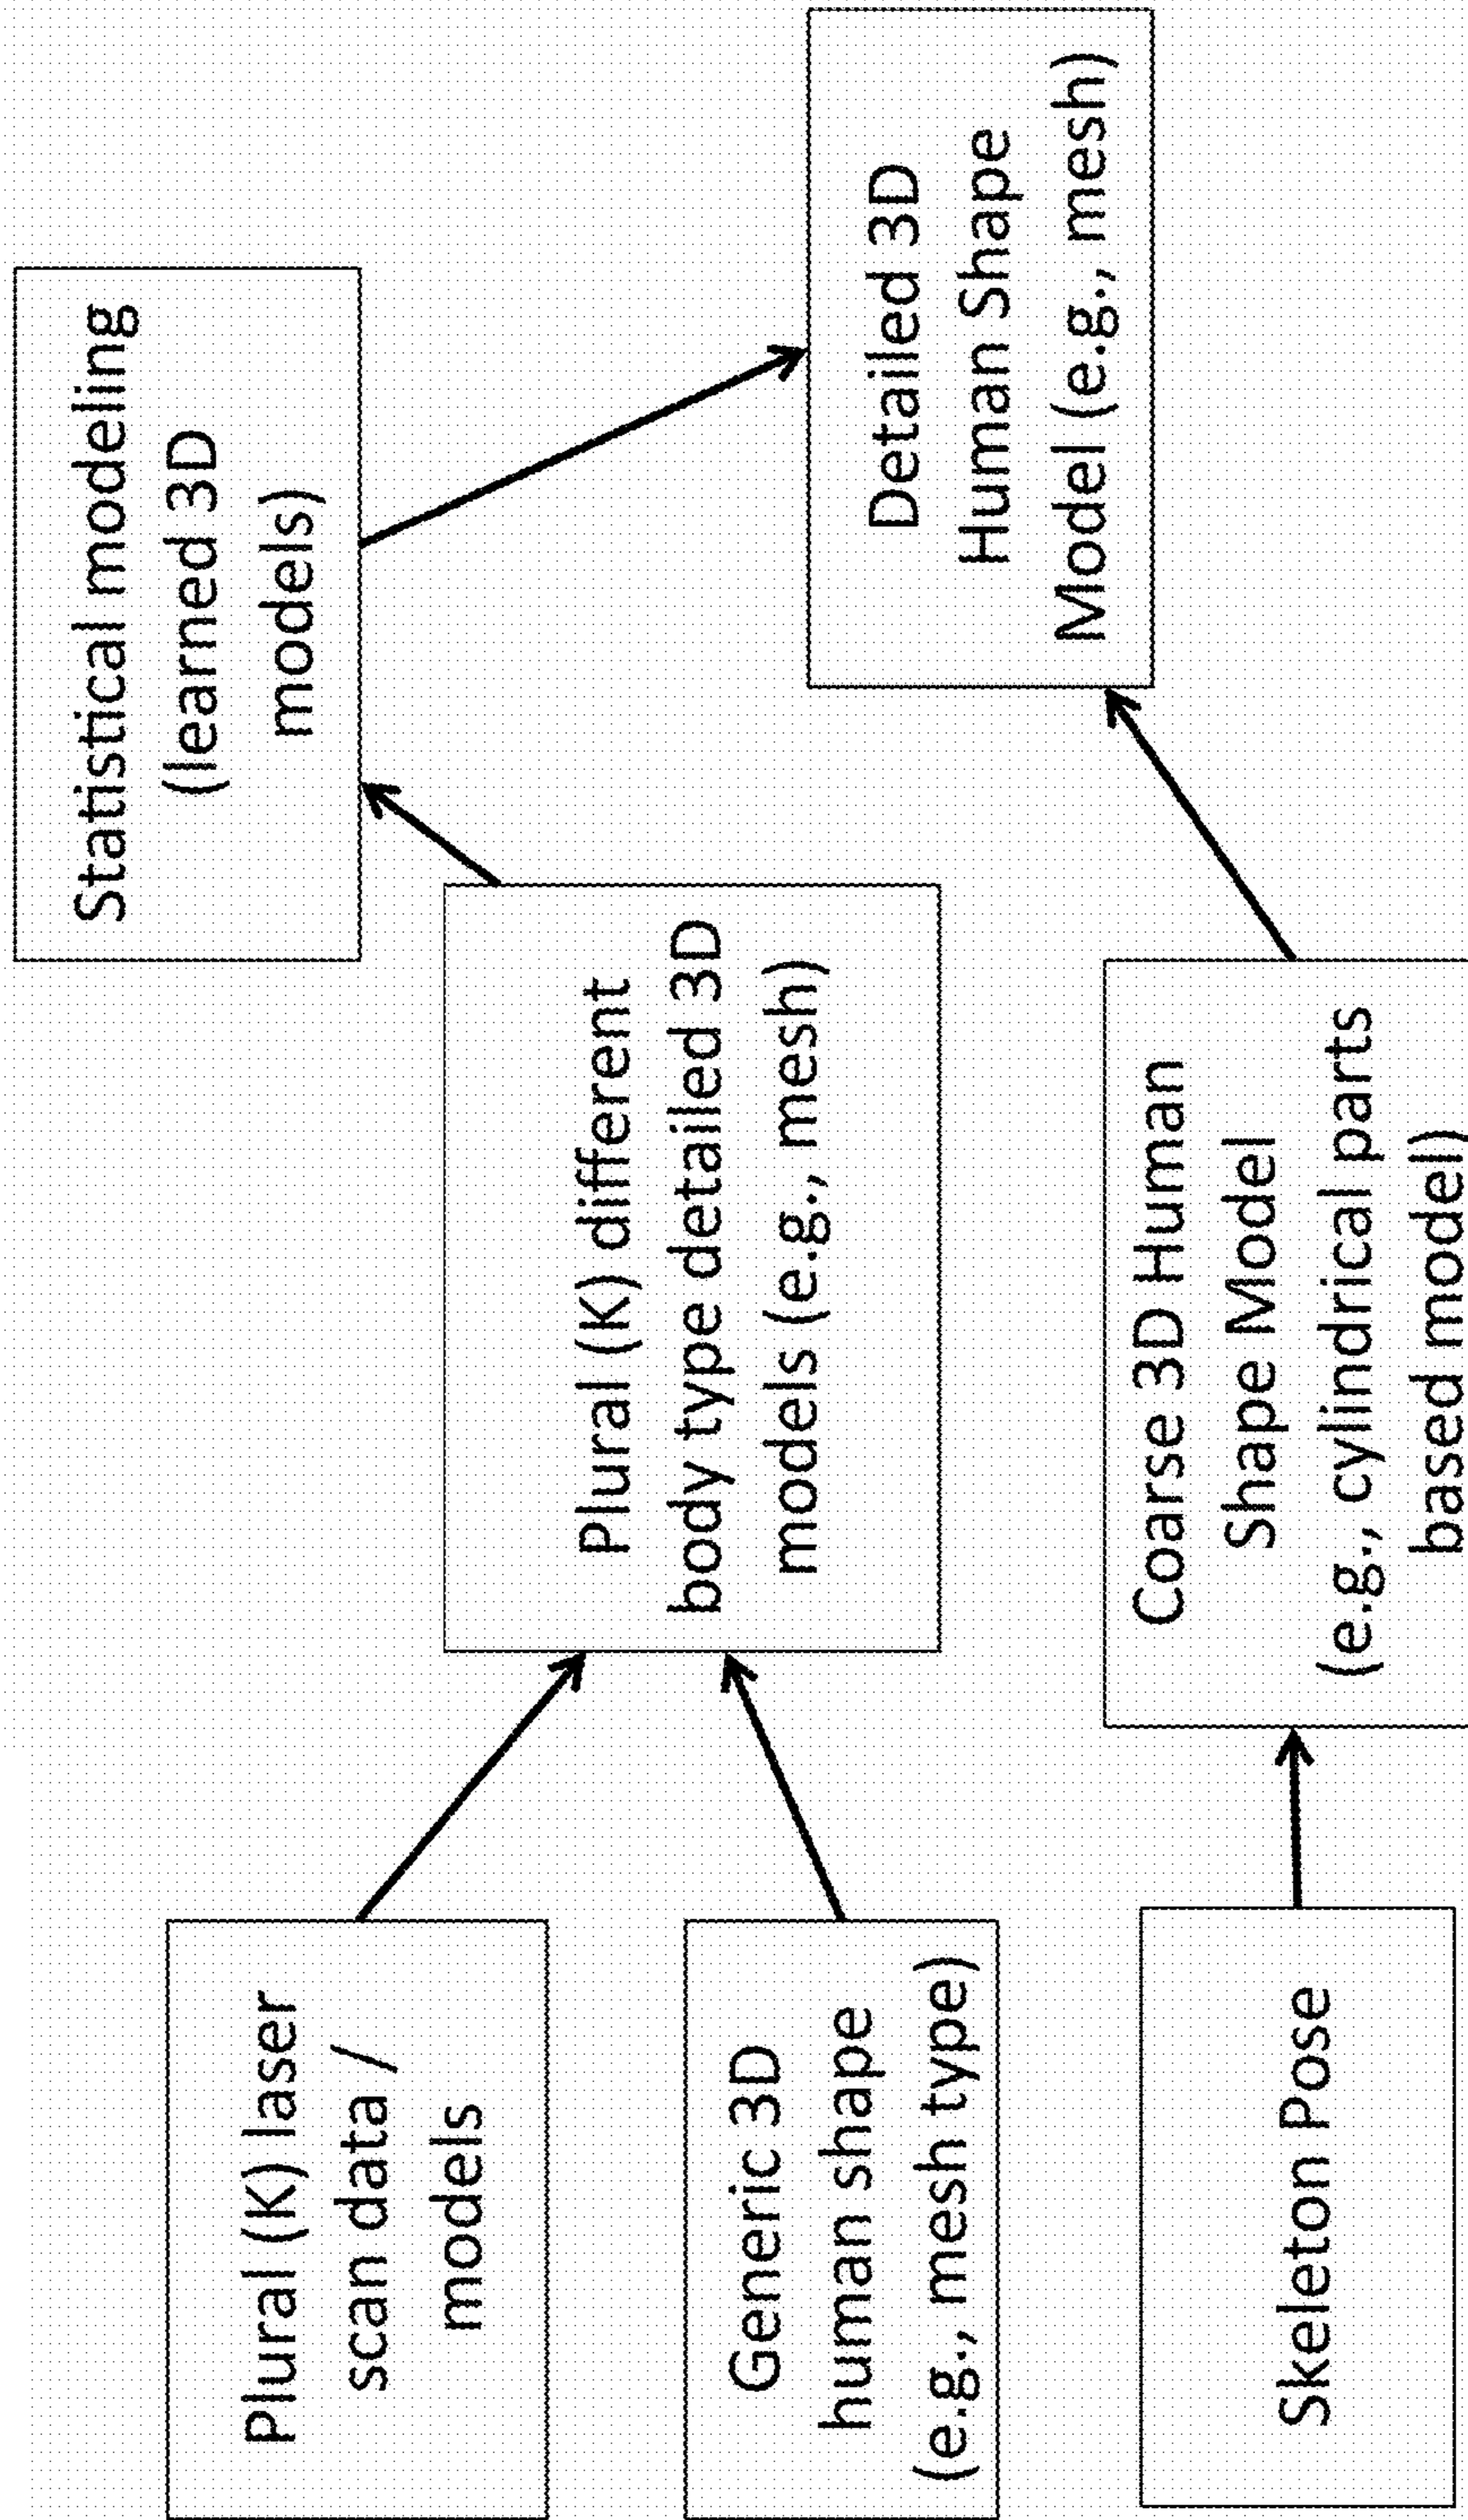 Plural (K) laser
scan data /
models
Generic 3D
human shape
(e.g., mesh type)
Skeleton Pose
Plural (K) different
body type detailed 3D
models (e.g., mesh)
Coarse 3D Human
Shape Model
(e.g., cylindrical parts
based model)
Statistical modeling
(learned 3D
models)
Detailed 3D
Human Shape
Model (e.g., mesh)